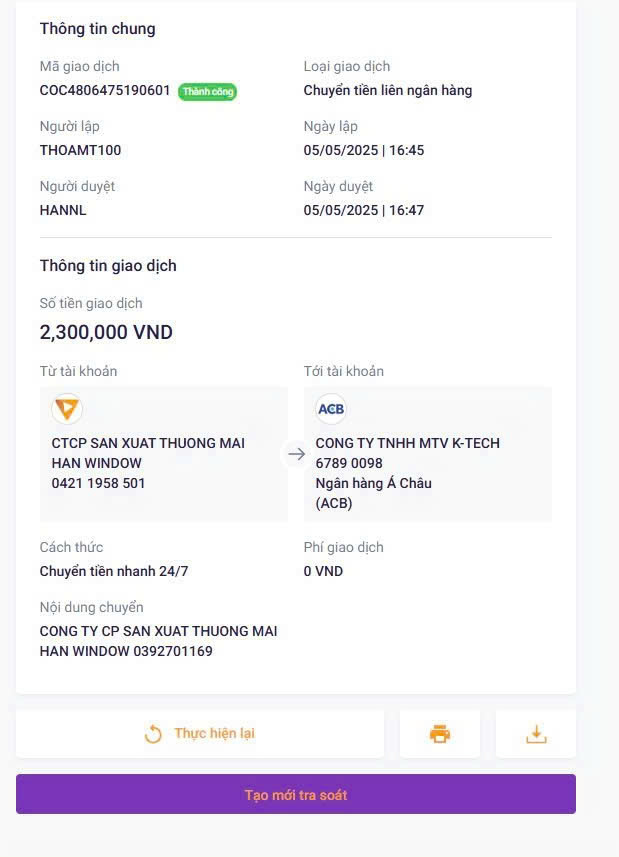 Thông tin chung
Mã giao dịch
COC4806475190601 Thành công
Loại giao dịch
Chuyển tiền liên ngân hàng
Người lập
THOAMT100
Ngày lập
05/05/2025 | 16:45
Người duyệt
HANNL
Ngày duyệt
05/05/2025 | 16:47
Thông tin giao dịch
Số tiền giao dịch
2,300,000 VND
Từ tài khoản
CTCP SAN XUAT THUONG MAI
HAN WINDOW
0421 1958 501
Tới tài khoản
ACB
CONG TY TNHH MTV K-TECH
6789 0098
Ngân hàng Á Châu
(ACB)
Cách thức
Chuyển tiền nhanh 24/7
Phí giao dịch
0 VND
Nội dung chuyển
CONG TY CP SAN XUAT THUONG MAI
HAN WINDOW 0392701169
Thực hiện lại
Tạo mới tra soát